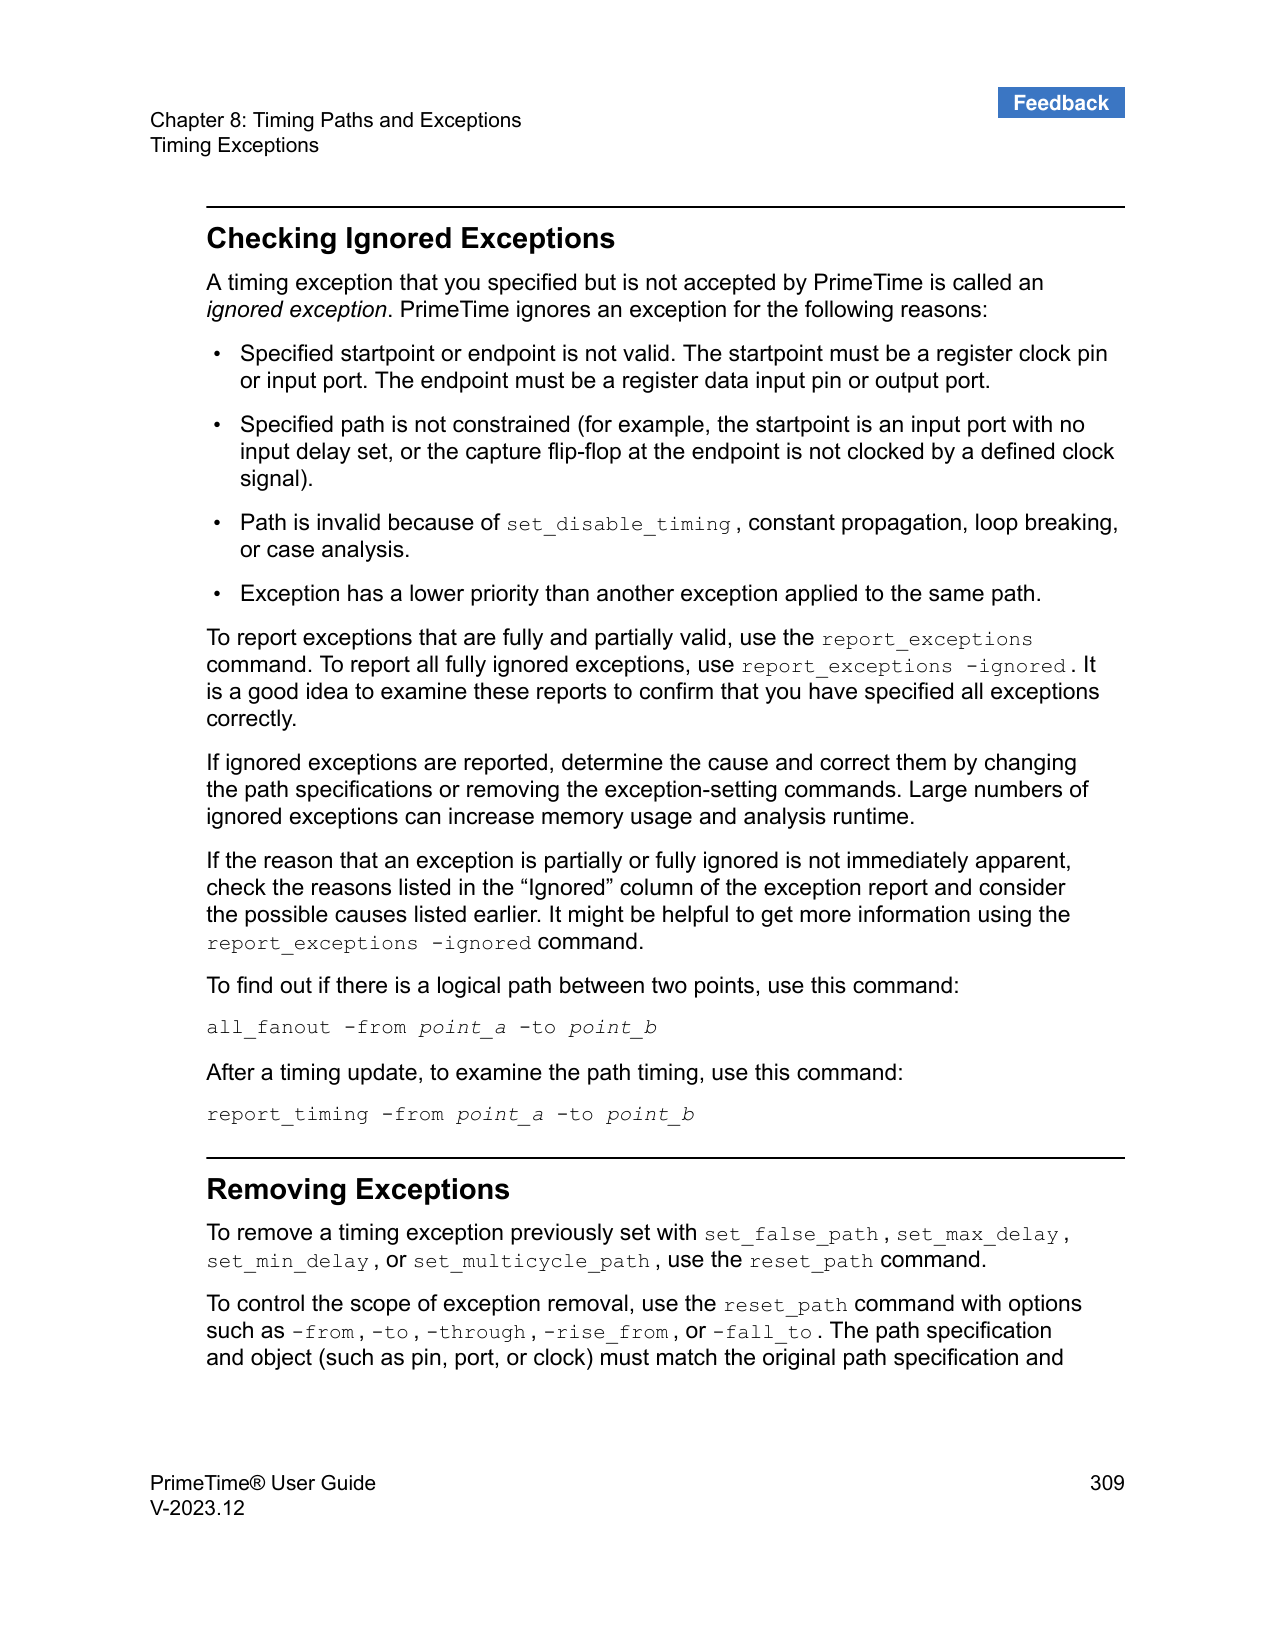 Feedback
Chapter 8: Timing Paths and Exceptions
Timing Exceptions
Checking Ignored Exceptions
A timing exception that you specified but is not accepted by PrimeTime is called an
ignored exception. PrimeTime ignores an exception for the following reasons:
• Specified startpoint or endpoint is not valid. The startpoint must be a register clock pin
or input port. The endpoint must be a register data input pin or output port.
• Specified path is not constrained (for example, the startpoint is an input port with no
input delay set, or the capture flip-flop at the endpoint is not clocked by a defined clock
signal).
• Path is invalid because of set_disable_timing, constant propagation, loop breaking,
or case analysis.
• Exception has a lower priority than another exception applied to the same path.
To report exceptions that are fully and partially valid, use the report_exceptions
command. To report all fully ignored exceptions, use report_exceptions -ignored. It
is a good idea to examine these reports to confirm that you have specified all exceptions
correctly.
If ignored exceptions are reported, determine the cause and correct them by changing
the path specifications or removing the exception-setting commands. Large numbers of
ignored exceptions can increase memory usage and analysis runtime.
If the reason that an exception is partially or fully ignored is not immediately apparent,
check the reasons listed in the “Ignored” column of the exception report and consider
the possible causes listed earlier. It might be helpful to get more information using the
report_exceptions -ignored command.
To find out if there is a logical path between two points, use this command:
all_fanout -from point_a -to point_b
After a timing update, to examine the path timing, use this command:
report_timing -from point_a -to point_b
Removing Exceptions
To remove a timing exception previously set with set_false_path, set_max_delay,
set_min_delay, or set_multicycle_path, use the reset_path command.
To control the scope of exception removal, use the reset_path command with options
such as -from, -to, -through, -rise_from, or -fall_to. The path specification
and object (such as pin, port, or clock) must match the original path specification and
PrimeTime® User Guide
309
V-2023.12